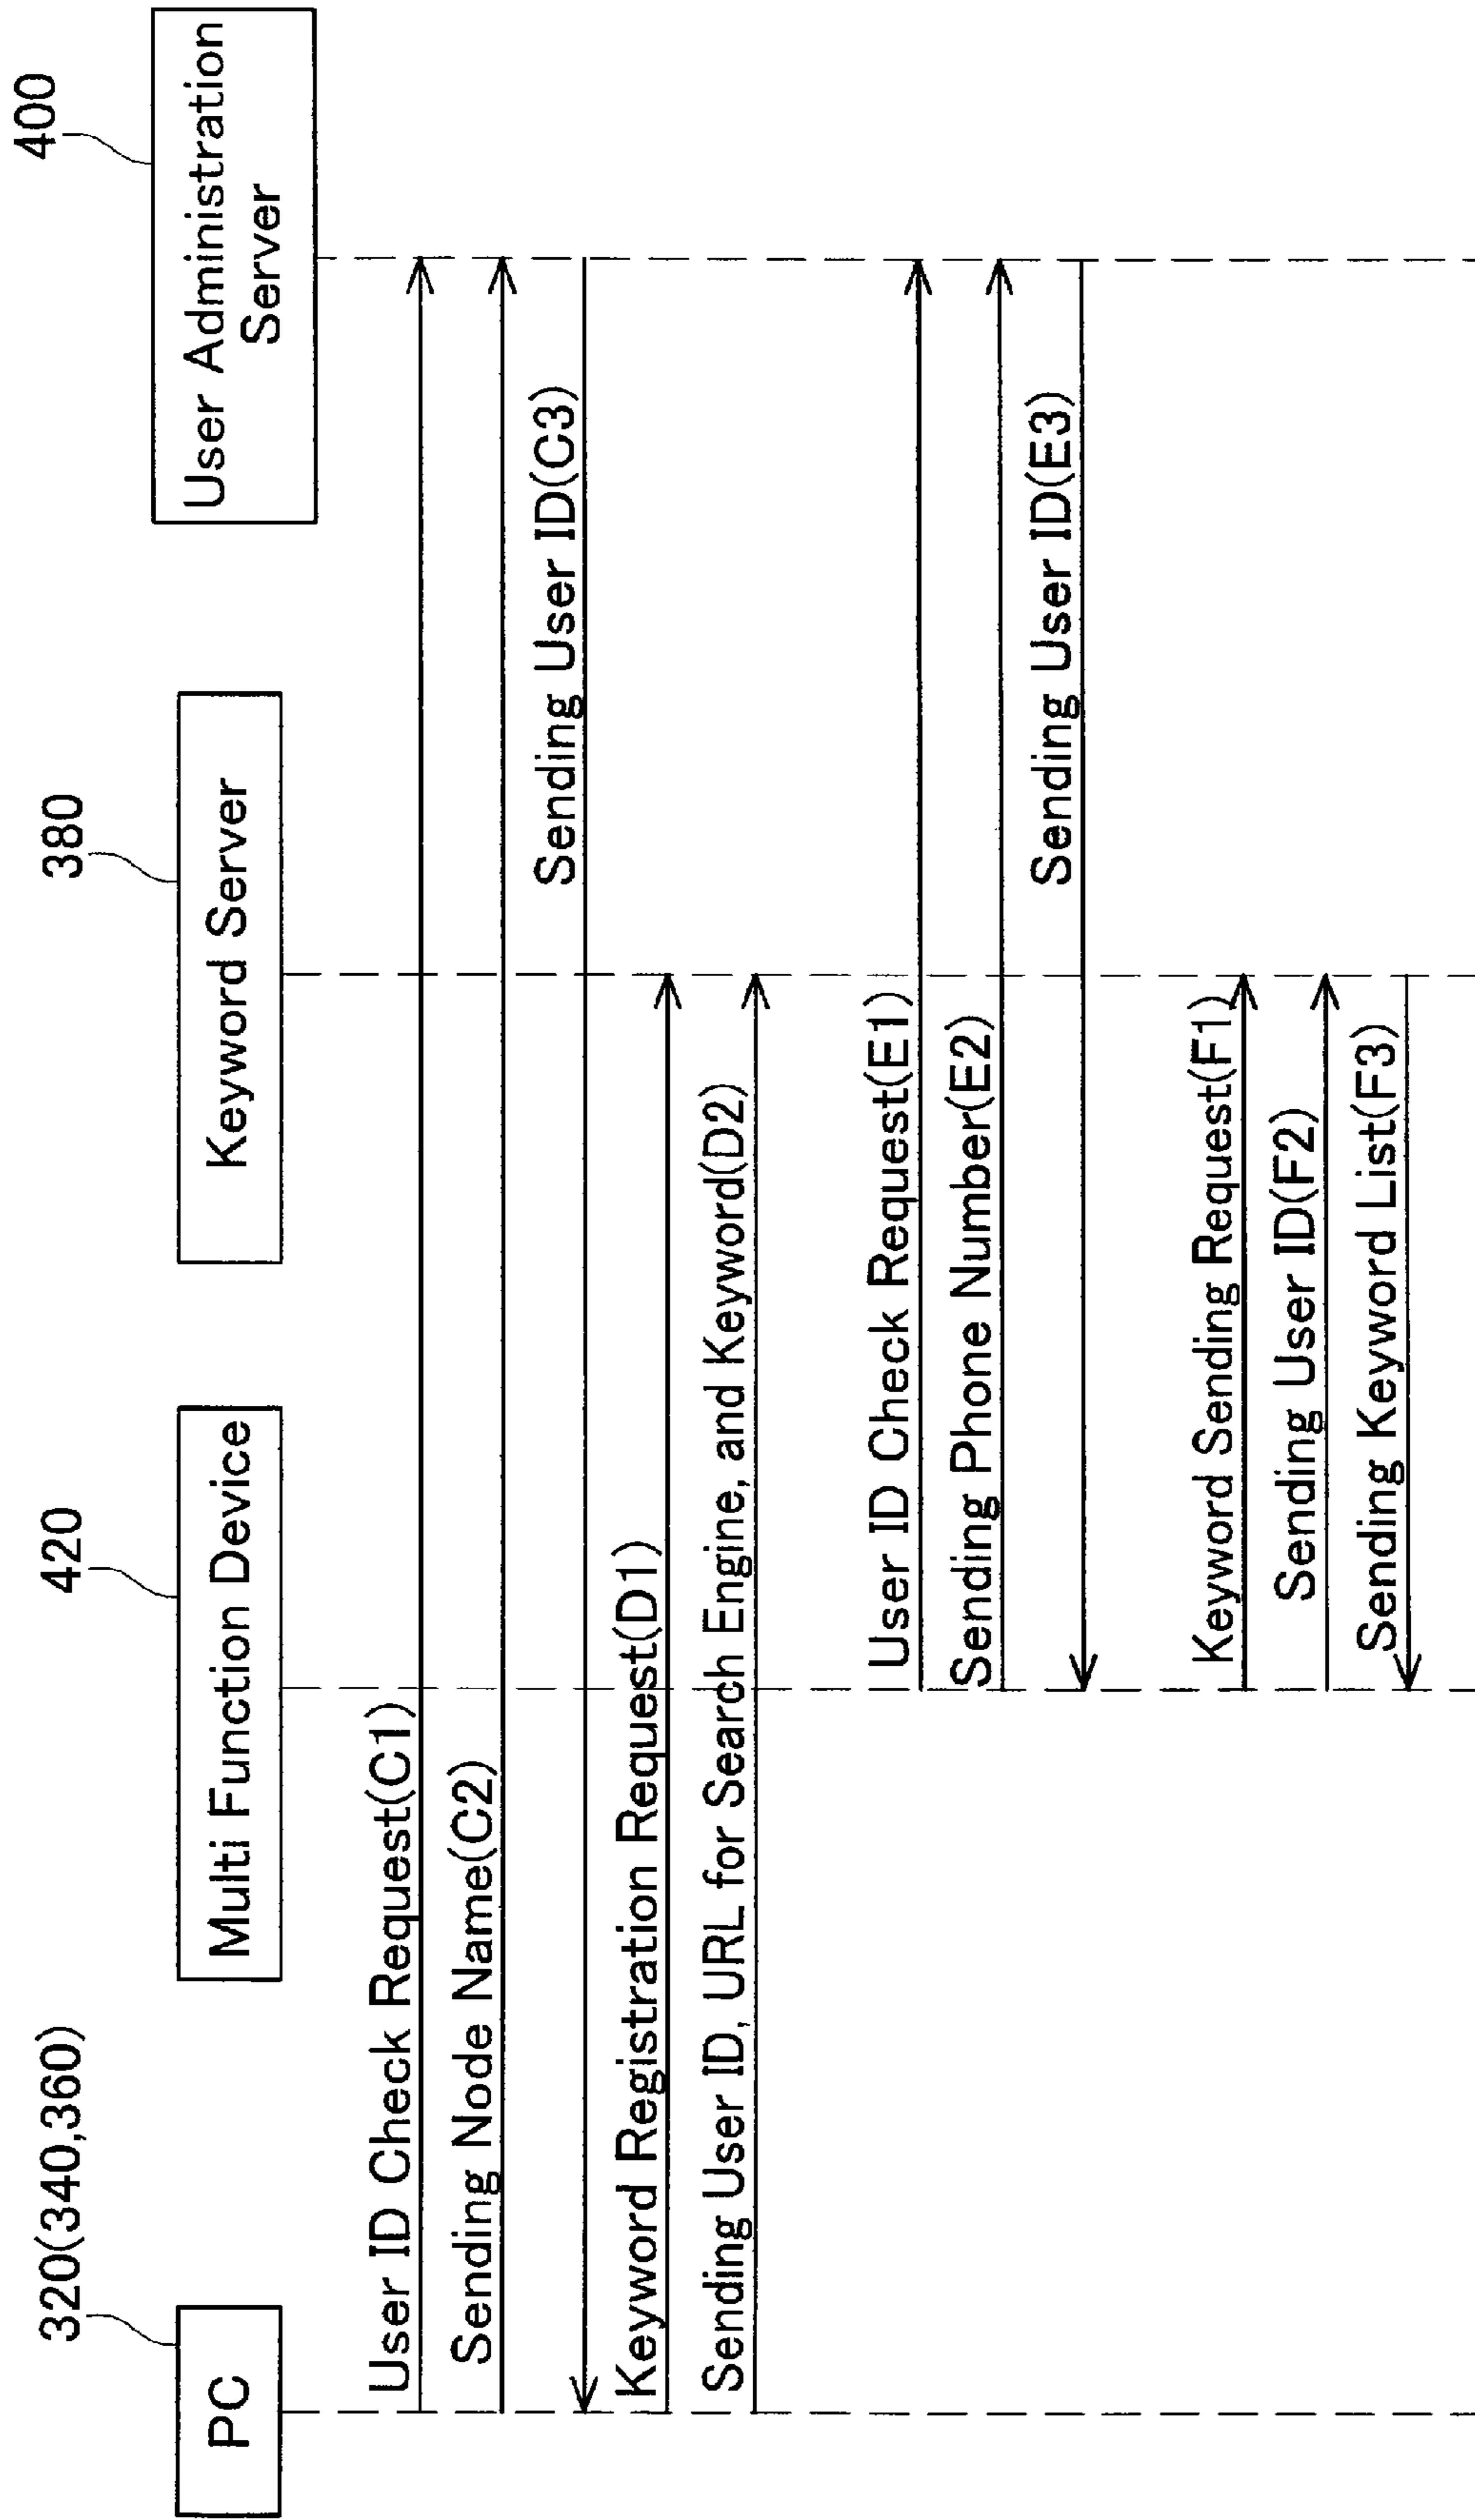 320(340,360)
420
380
400
PC
Multi Function Device
Keyword Server
User Administration
Server
User ID Check Request(C1)
Sending Node Name(C2)
Sending User ID(C3)
Keyword Registration Request(D1)
Sending User ID, URL for Search Engine, and Keyword(D2)
User ID Check Request(E1)
Sending Phone Number(E2)
Sending User ID(E3)
Keyword Sending Request(F1)
Sending User ID(F2)
Sending Keyword List(F3)